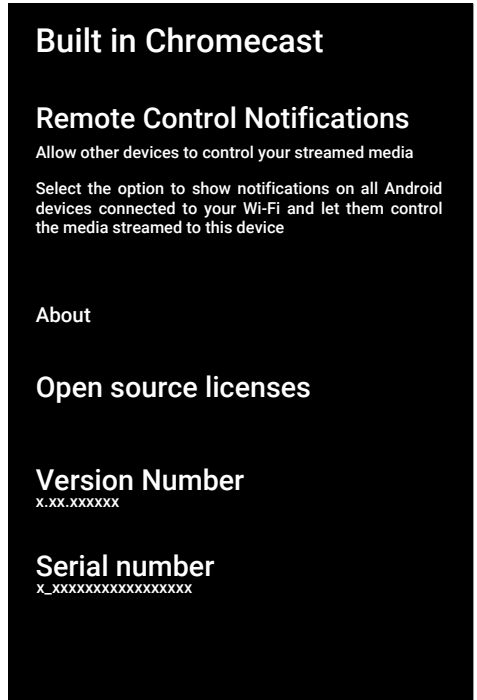 Built in Chromecast
Remote Control Notifications
Allow other devices to control your streamed media
Select the option to show notifications on all Android
devices connected to your Wi-Fi and let them control
the media streamed to this device
About
Open source licenses
Version Number
x.xx.xxxxxx
Serial number
x_xxxxxxxxxxxxxxxxx